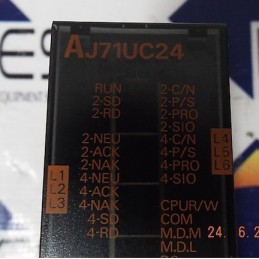 AJ71UC24
RUN 2-C/N
2-SD 2-P/S
2-RD 2-PRO
2-SIO
2-NEU 4-C/N L4
2-ACK 4-P/S L5
L1 2-NAK 4-PRO L6
L2 4-NEU 4-SIO
L3 4-ACK
4-NAK CPUR/W
4-SD COM
4-RD M.D.M
M.D.L
24 6.2